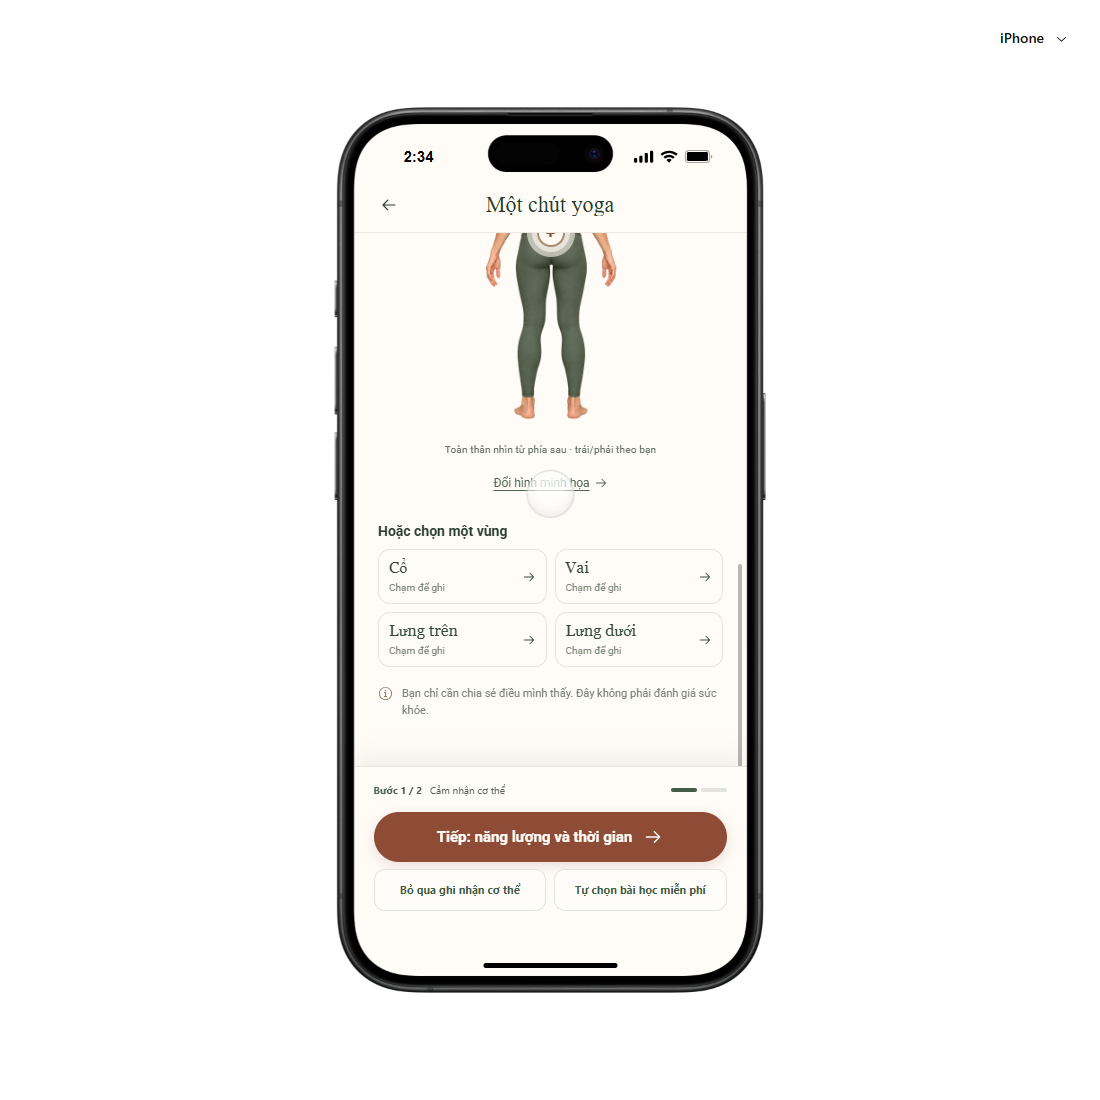 iPhone
2:34
Một chút yoga
Toàn thân nhìn từ phía sau · trái/phải theo bạn
Đổi hình minh họa →
Hoặc chọn một vùng
Cổ
Chạm để ghi
Vai
Chạm để ghi
Lưng trên
Chạm để ghi
Lưng dưới
Chạm để ghi
Bạn chỉ cần chia sẻ điều mình thấy. Đây không phải đánh giá sức
khỏe.
Bước 1 / 2 Cảm nhận cơ thể
Tiếp: năng lượng và thời gian →
Bỏ qua ghi nhận cơ thể
Tự chọn bài học miễn phí